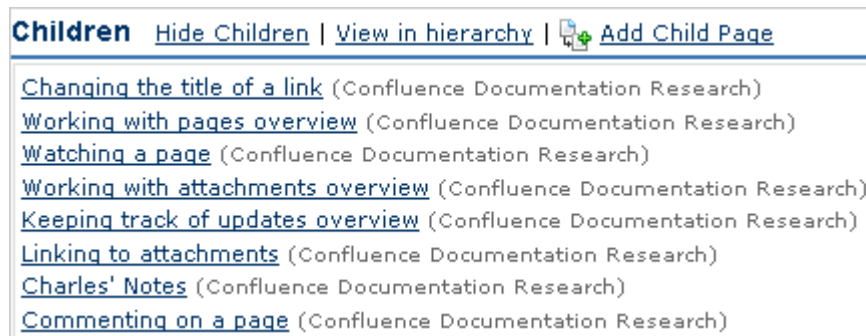 Children Hide Children | View in hierarchy | Add Child Page
Changing the title of a link (Confluence Documentation Research)
Working with pages overview (Confluence Documentation Research)
Watching a page (Confluence Documentation Research)
Working with attachments overview (Confluence Documentation Research)
Keeping track of updates overview (Confluence Documentation Research)
Linking to attachments (Confluence Documentation Research)
Charles' Notes (Confluence Documentation Research)
Commenting on a page (Confluence Documentation Research)